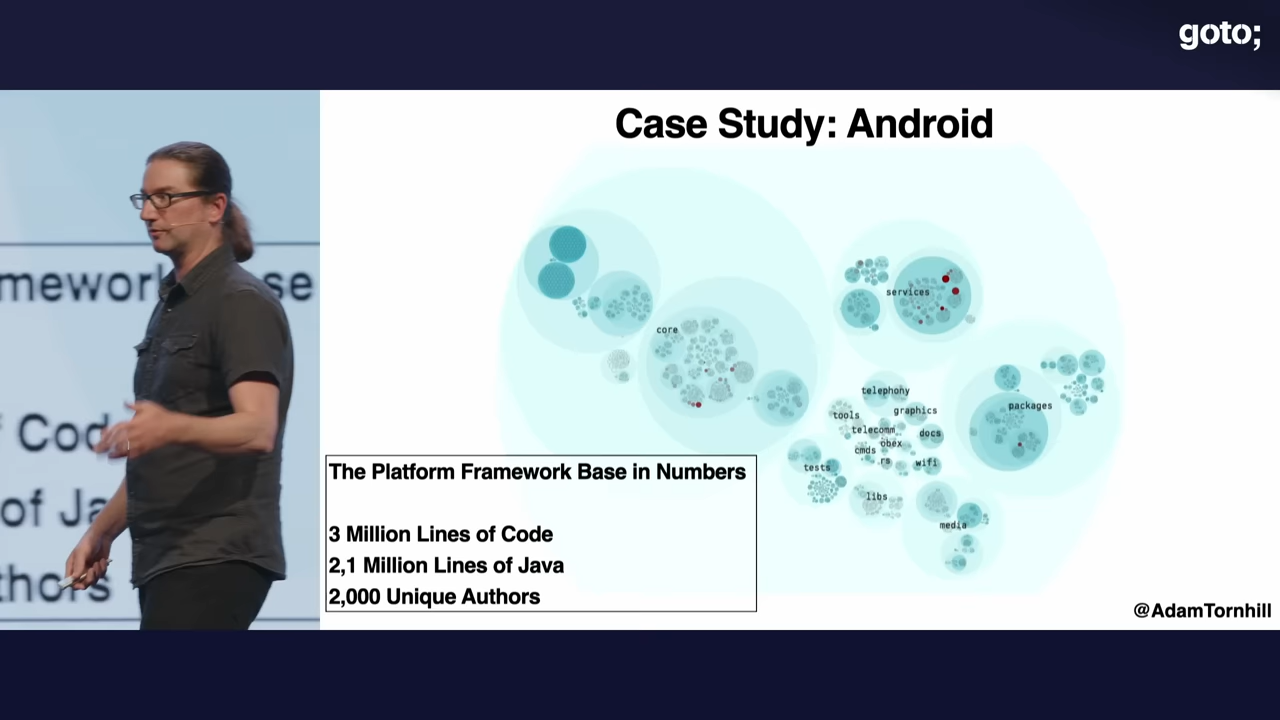 goto;
Case Study: Android
mework Base
f Cod
of Ja
thors
services
core
telephony
packages
tools
graphics
telecomm
docs
obex
cmds
rs
wifi
tests
libs
media
The Platform Framework Base in Numbers
3 Million Lines of Code
2,1 Million Lines of Java
2,000 Unique Authors
@AdamTornhill